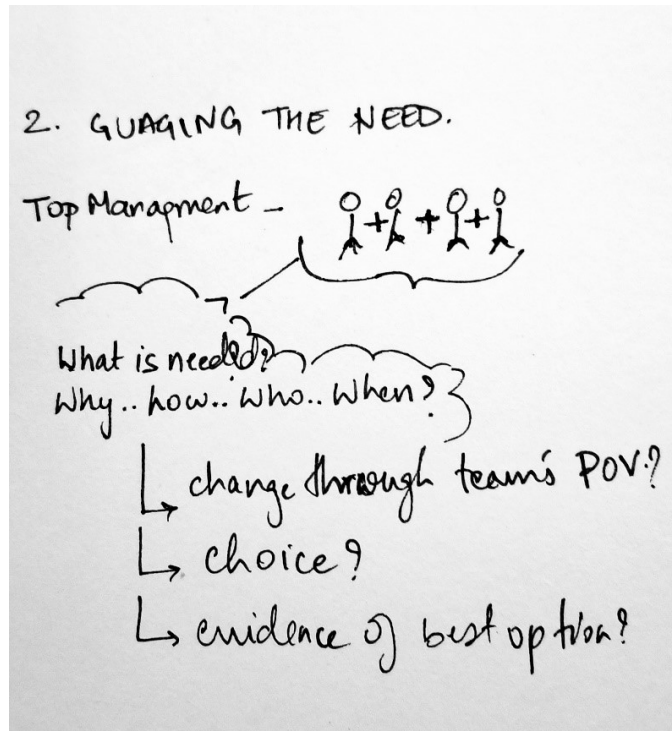 2. GUAGING THE NEED.
Top Managment -
What is needed?
Why.. how.. who.. when?
change through team's POV?
choice?
evidence of best option?